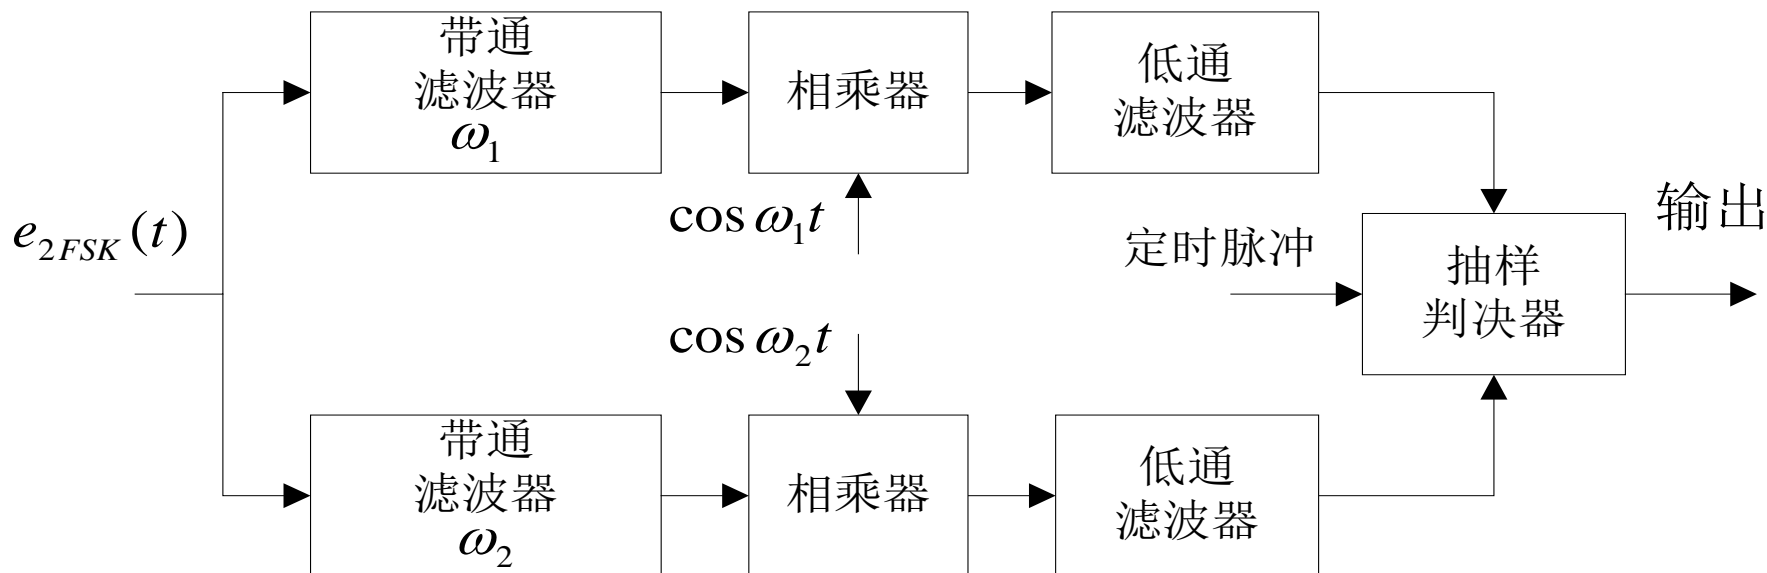 带通
滤波器
ω₁
相乘器
低通
滤波器
cos ω₁t
e₂FSK(t)
定时脉冲
抽样
判决器
输出
cos ω₂t
带通
滤波器
ω₂
相乘器
低通
滤波器